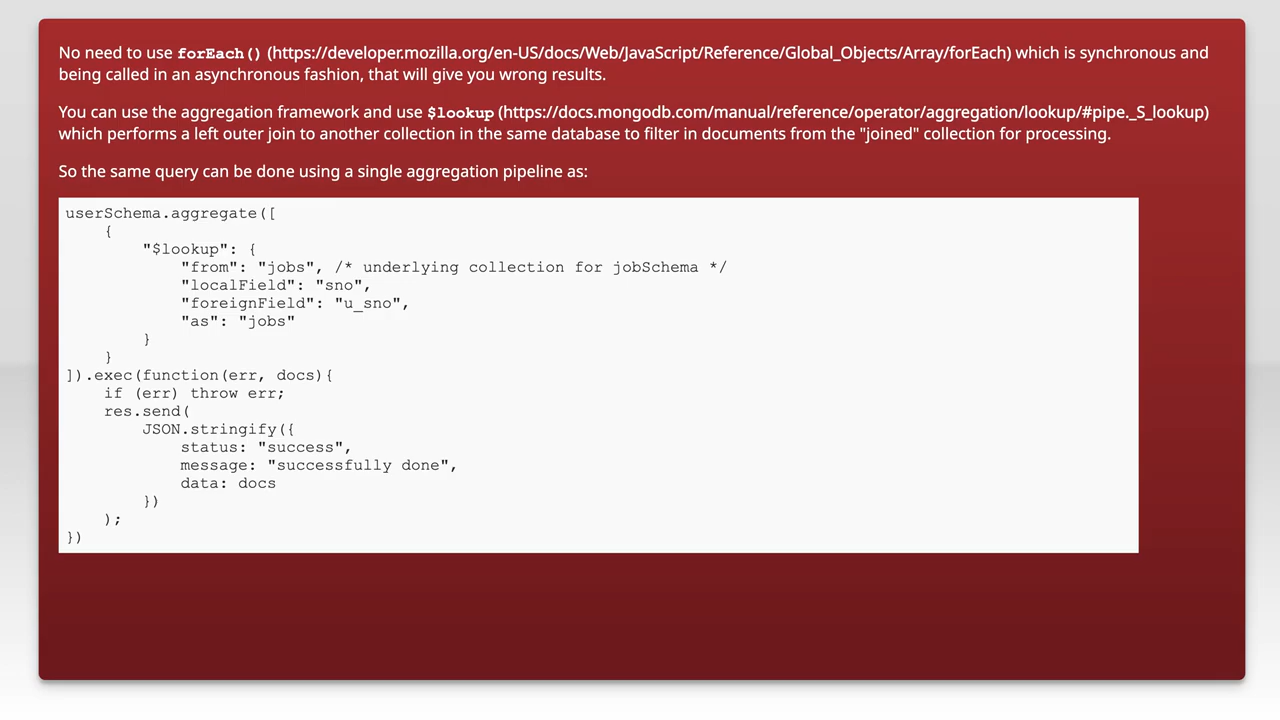 No need to use forEach() (https://developer.mozilla.org/en-US/docs/Web/JavaScript/Reference/Global_Objects/Array/forEach) which is synchronous and
being called in an asynchronous fashion, that will give you wrong results.
You can use the aggregation framework and use $lookup (https://docs.mongodb.com/manual/reference/operator/aggregation/lookup/#pipe._S_lookup)
which performs a left outer join to another collection in the same database to filter in documents from the "joined" collection for processing.
So the same query can be done using a single aggregation pipeline as:
userSchema.aggregate([
    {
        "$lookup": {
            "from": "jobs", /* underlying collection for jobSchema */
            "localField": "sno",
            "foreignField": "u_sno",
            "as": "jobs"
        }
    }
]).exec(function(err, docs){
    if (err) throw err;
    res.send(
        JSON.stringify({
            status: "success",
            message: "successfully done",
            data: docs
        })
    );
})